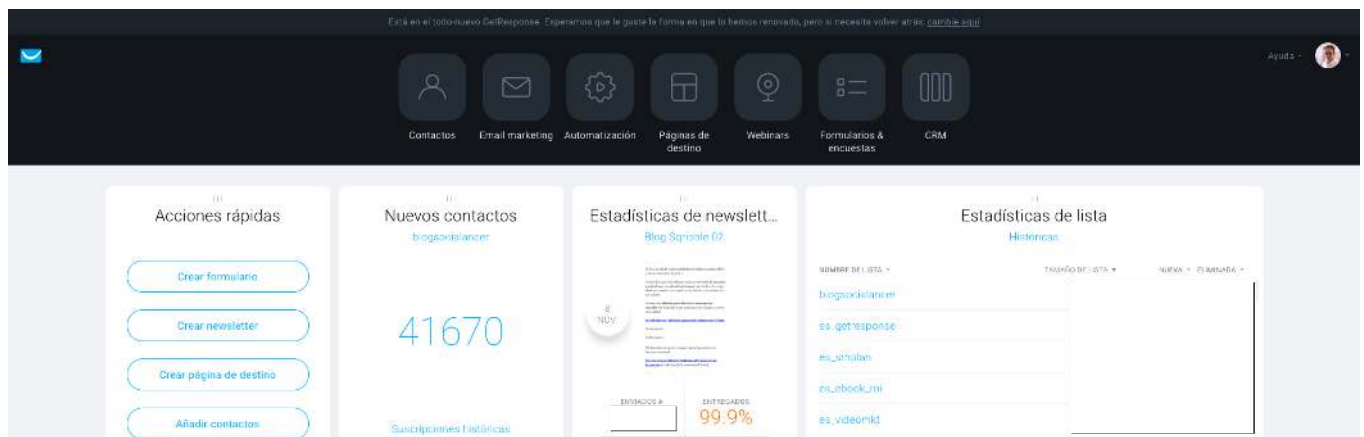 Está en el todo-nuevo GetResponse. Esperamos que le guste la forma en que lo hemos renovado, pero si necesita volver atrás, cambie aquí
Ayuda
Contactos
Email marketing
Automatización
Páginas de destino
Webinars
Formularios & encuestas
CRM
Acciones rápidas
Crear formulario
Crear newsletter
Crear página de destino
Añadir contactos
Nuevos contactos
blogsocialancer
41670
Suscripciones históricas
Estadísticas de newslett...
8 NOV.
ENVIADOS A
ENTREGADOS
99.9%
Estadísticas de lista
Históricas
NOMBRE DE LISTA
TAMAÑO DE LISTA
NUEVA
ELIMINADA
blogsocialancer
es_getresponse
es_ebook_roi
es_videomkt